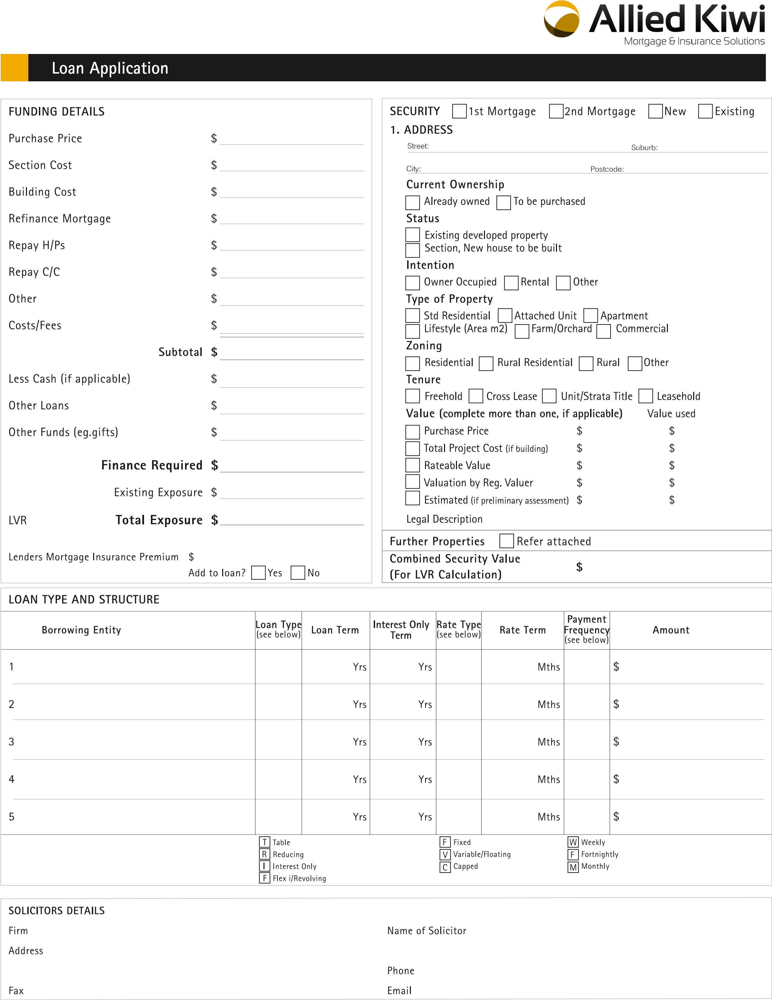 Allied Kiwi
Mortgage & Insurance Solutions
Loan Application
FUNDING DETAILS
Purchase Price $
Section Cost $
Building Cost $
Refinance Mortgage $
Repay H/Ps $
Repay C/C $
Other $
Costs/Fees $
Subtotal $
Less Cash (if applicable) $
Other Loans $
Other Funds (eg.gifts) $
Finance Required $
Existing Exposure $
LVR Total Exposure $
Lenders Mortgage Insurance Premium $
Add to loan? Yes No
SECURITY 1st Mortgage 2nd Mortgage New Existing
1. ADDRESS
Street: Suburb:
City: Postcode:
Current Ownership
Already owned To be purchased
Status
Existing developed property
Section, New house to be built
Intention
Owner Occupied Rental Other
Type of Property
Std Residential Attached Unit Apartment
Lifestyle (Area m2) Farm/Orchard Commercial
Zoning
Residential Rural Residential Rural Other
Tenure
Freehold Cross Lease Unit/Strata Title Leasehold
Value (complete more than one, if applicable) Value used
Purchase Price $ $
Total Project Cost (if building) $ $
Rateable Value $ $
Valuation by Reg. Valuer $ $
Estimated (if preliminary assessment) $ $
Legal Description
Further Properties Refer attached
Combined Security Value
(For LVR Calculation) $
LOAN TYPE AND STRUCTURE
Borrowing Entity
Loan Type
(see below)
Loan Term
Interest Only
Term
Rate Type
(see below)
Rate Term
Payment
Frequency
(see below)
Amount
1 Yrs Yrs Mths $
2 Yrs Yrs Mths $
3 Yrs Yrs Mths $
4 Yrs Yrs Mths $
5 Yrs Yrs Mths $
T Table
R Reducing
I Interest Only
F Flex i/Revolving
F Fixed
V Variable/Floating
C Capped
W Weekly
F Fortnightly
M Monthly
SOLICITORS DETAILS
Firm Name of Solicitor
Address
Phone
Fax Email